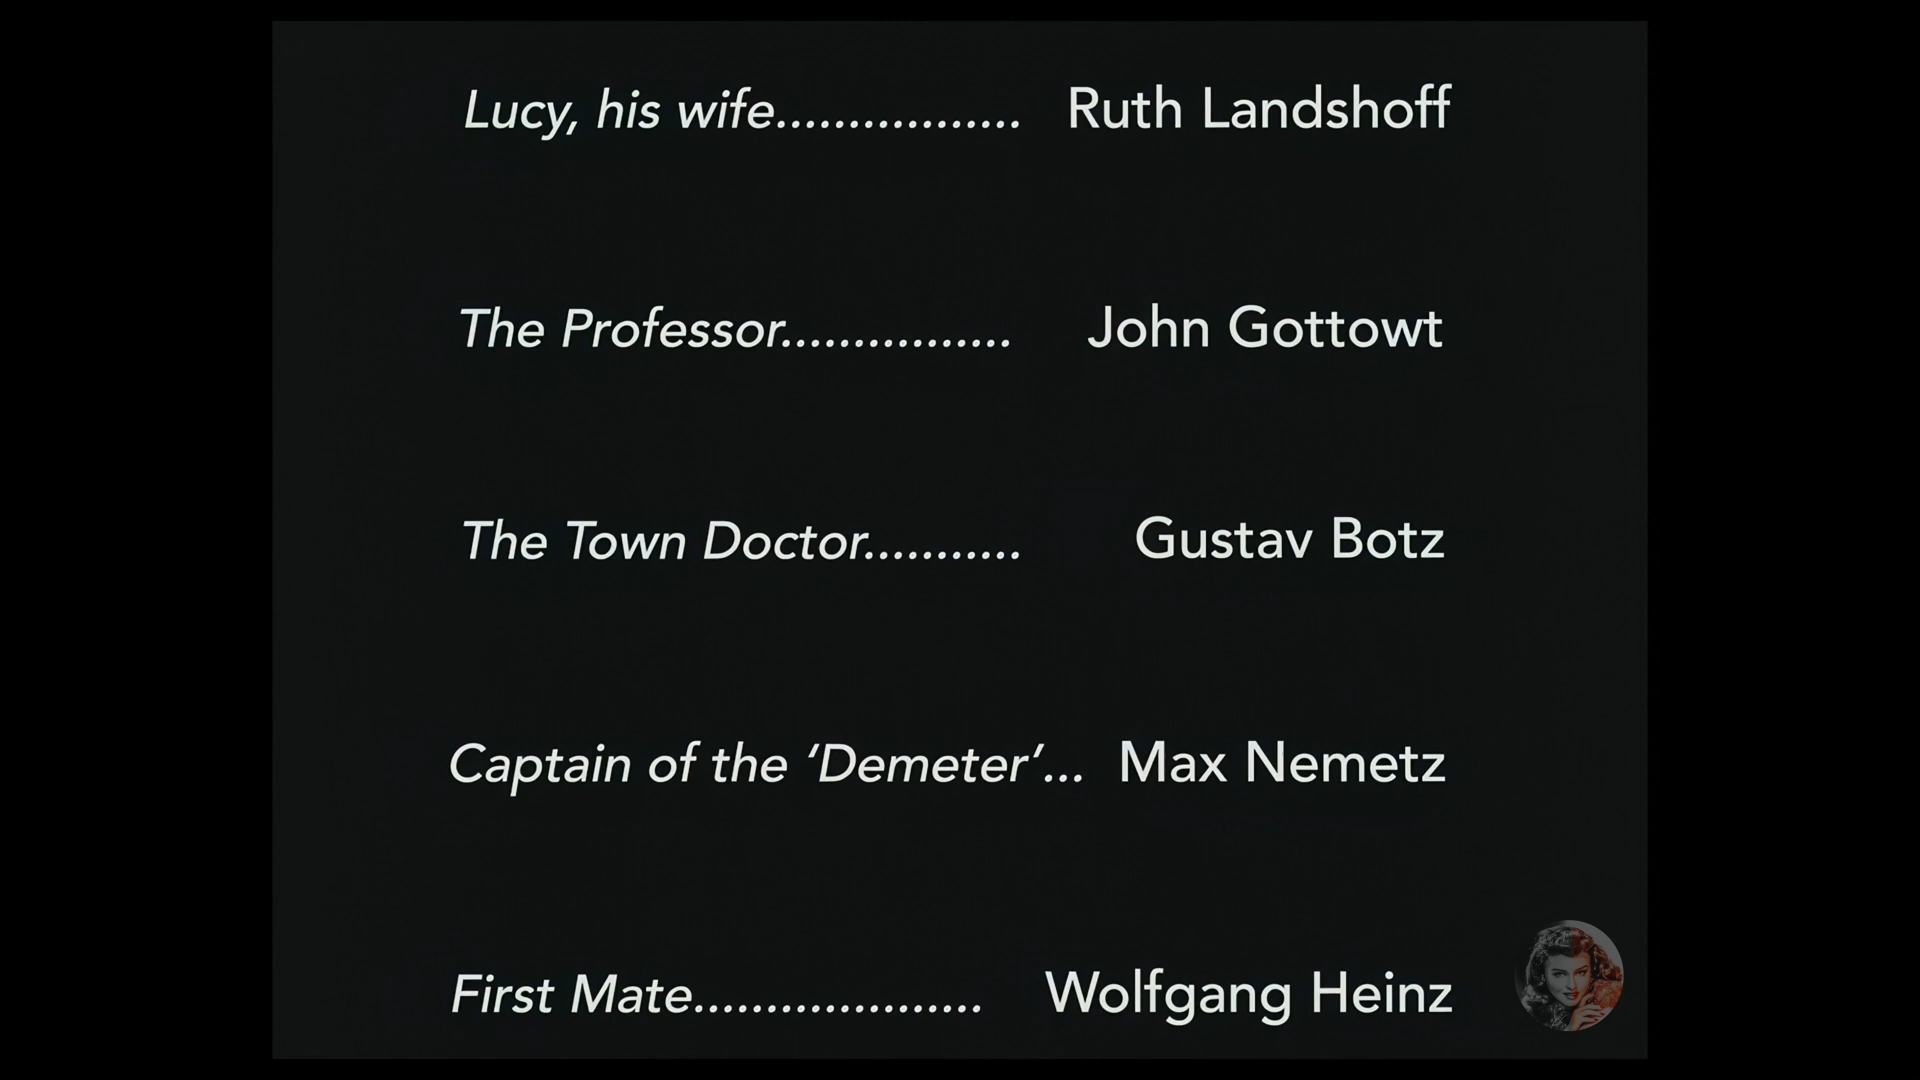 Lucy, his wife................. Ruth Landshoff
The Professor................ John Gottowt
The Town Doctor........... Gustav Botz
Captain of the ‘Demeter’... Max Nemetz
First Mate.................... Wolfgang Heinz